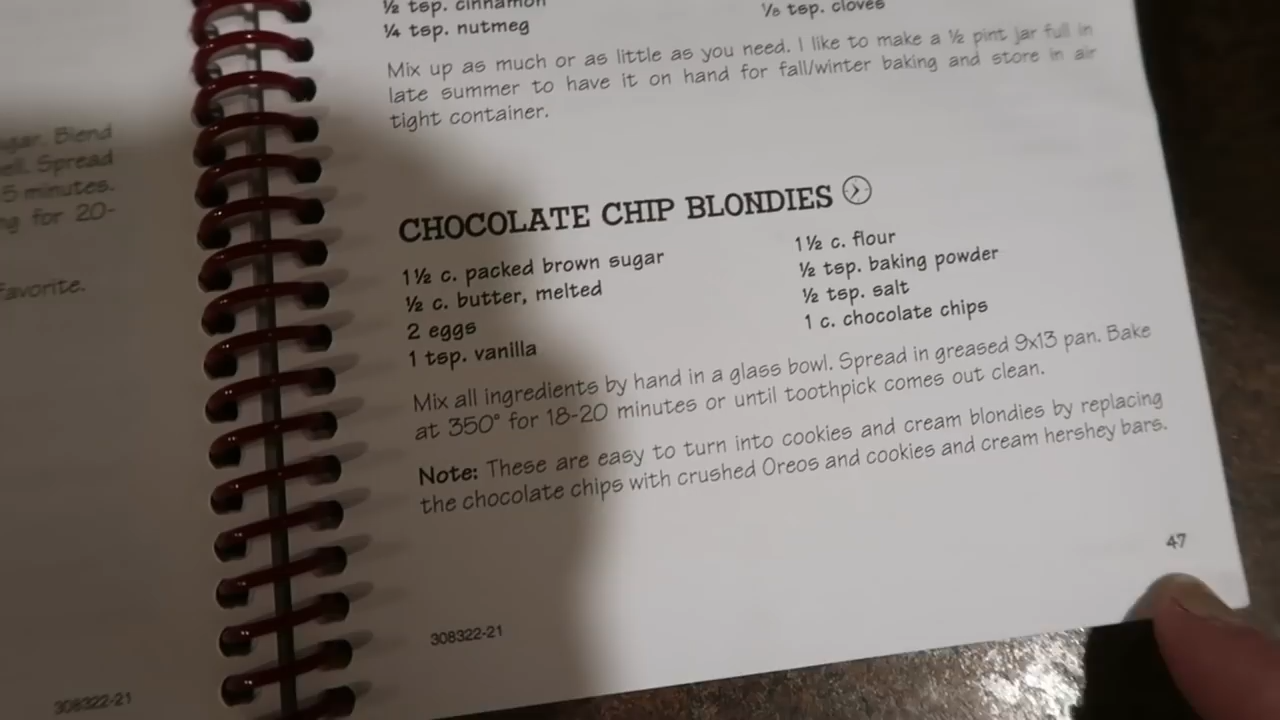 ugar. Blend
ell. Spread
5 minutes.
ng for 20-
favorite.
308322-21
½ tsp. cinnamon
¼ tsp. nutmeg
⅛ tsp. cloves
Mix up as much or as little as you need. I like to make a ½ pint jar full in
late summer to have it on hand for fall/winter baking and store in air
tight container.
CHOCOLATE CHIP BLONDIES
1½ c. packed brown sugar
½ c. butter, melted
2 eggs
1 tsp. vanilla
1½ c. flour
½ tsp. baking powder
½ tsp. salt
1 c. chocolate chips
Mix all ingredients by hand in a glass bowl. Spread in greased 9x13 pan. Bake
at 350° for 18-20 minutes or until toothpick comes out clean.
Note: These are easy to turn into cookies and cream blondies by replacing
the chocolate chips with crushed Oreos and cookies and cream hershey bars.
47
308322-21